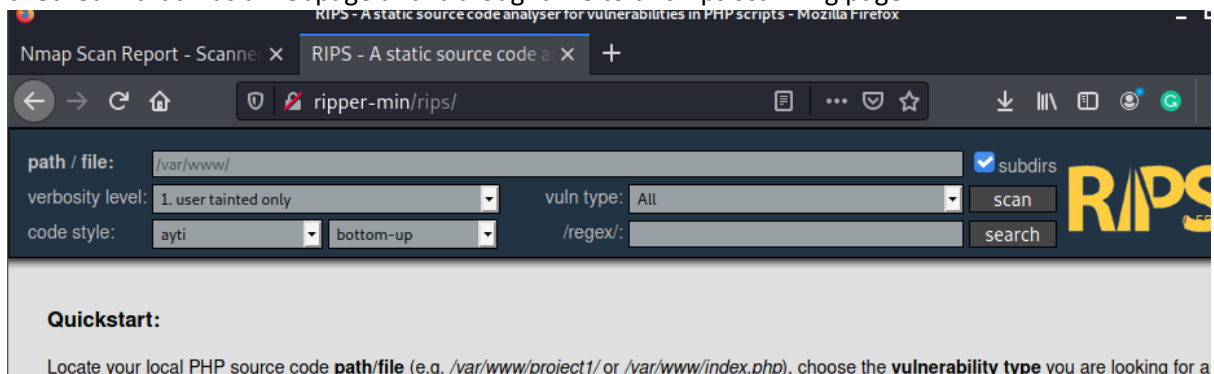 RIPS - A static source code analyser for vulnerabilities in PHP scripts - Mozilla Firefox
Nmap Scan Report - Scanne
RIPS - A static source code a
ripper-min/rips/
path / file: /var/www/ subdirs
verbosity level: 1. user tainted only vuln type: All scan
code style: ayti bottom-up /regex/: search
RIPS
Quickstart:
Locate your local PHP source code path/file (e.g. /var/www/project1/ or /var/www/index.php), choose the vulnerability type you are looking for a